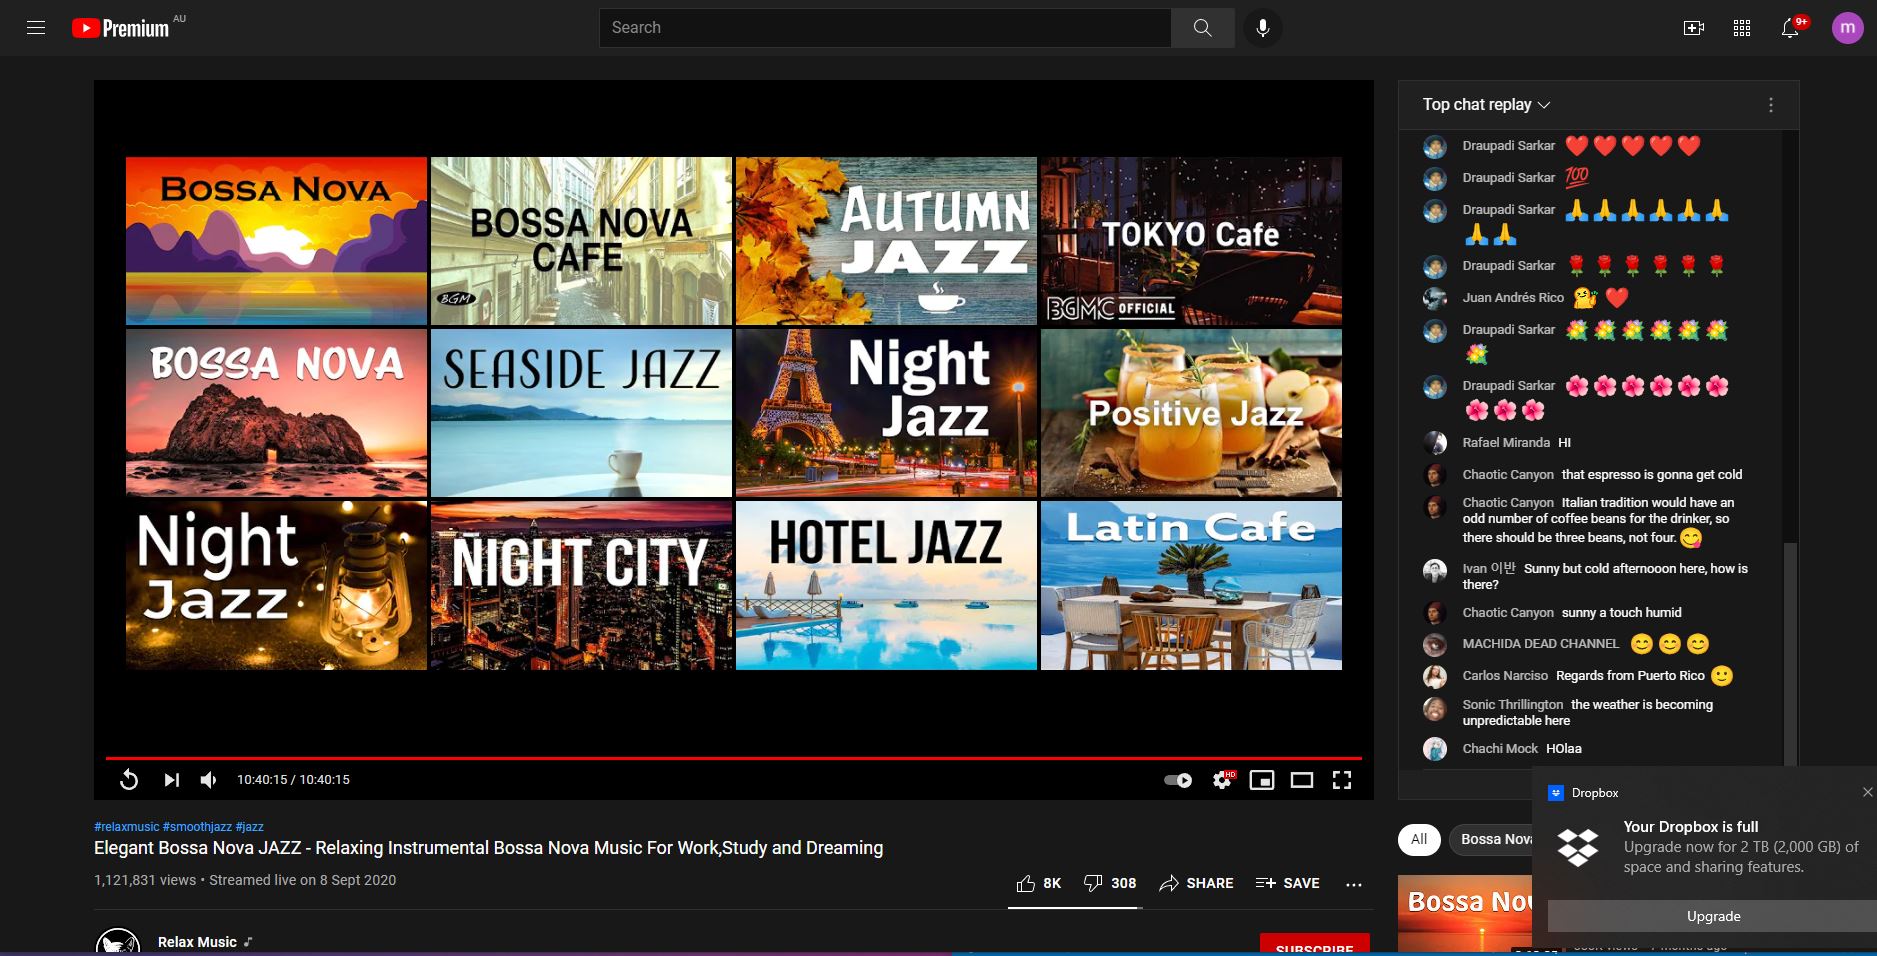 Premium AU
Search
9+
m
BOSSA NOVA
BOSSA NOVA
CAFE
BGM
AUTUMN
JAZZ
TOKYO Cafe
BGMC OFFICIAL
BOSSA NOVA
SEASIDE JAZZ
Night
Jazz
Positive Jazz
Night
Jazz
NIGHT CITY
HOTEL JAZZ
Latin Cafe
10:40:15 / 10:40:15
HD
#relaxmusic #smoothjazz #jazz
Elegant Bossa Nova JAZZ - Relaxing Instrumental Bossa Nova Music For Work,Study and Dreaming
1,121,831 views • Streamed live on 8 Sept 2020
8K 308 SHARE SAVE
Relax Music
SUBSCRIBE
Top chat replay
Draupadi Sarkar ❤️❤️❤️❤️❤️
Draupadi Sarkar 💯
Draupadi Sarkar 🙏🙏🙏🙏🙏🙏
🙏🙏
Draupadi Sarkar 🌹🌹🌹🌹🌹🌹
Juan Andrés Rico ❤️
Draupadi Sarkar 💐💐💐💐💐💐
💐
Draupadi Sarkar 🌺🌺🌺🌺🌺🌺
🌺🌺🌺
Rafael Miranda HI
Chaotic Canyon that espresso is gonna get cold
Chaotic Canyon Italian tradition would have an
odd number of coffee beans for the drinker, so
there should be three beans, not four. 😋
Ivan 이반 Sunny but cold afternooon here, how is
there?
Chaotic Canyon sunny a touch humid
MACHIDA DEAD CHANNEL 😊😊😊
Carlos Narciso Regards from Puerto Rico 🙂
Sonic Thrillington the weather is becoming
unpredictable here
Chachi Mock HOlaa
Dropbox
Your Dropbox is full
Upgrade now for 2 TB (2,000 GB) of
space and sharing features.
Upgrade
All Bossa Nova
Bossa Nov